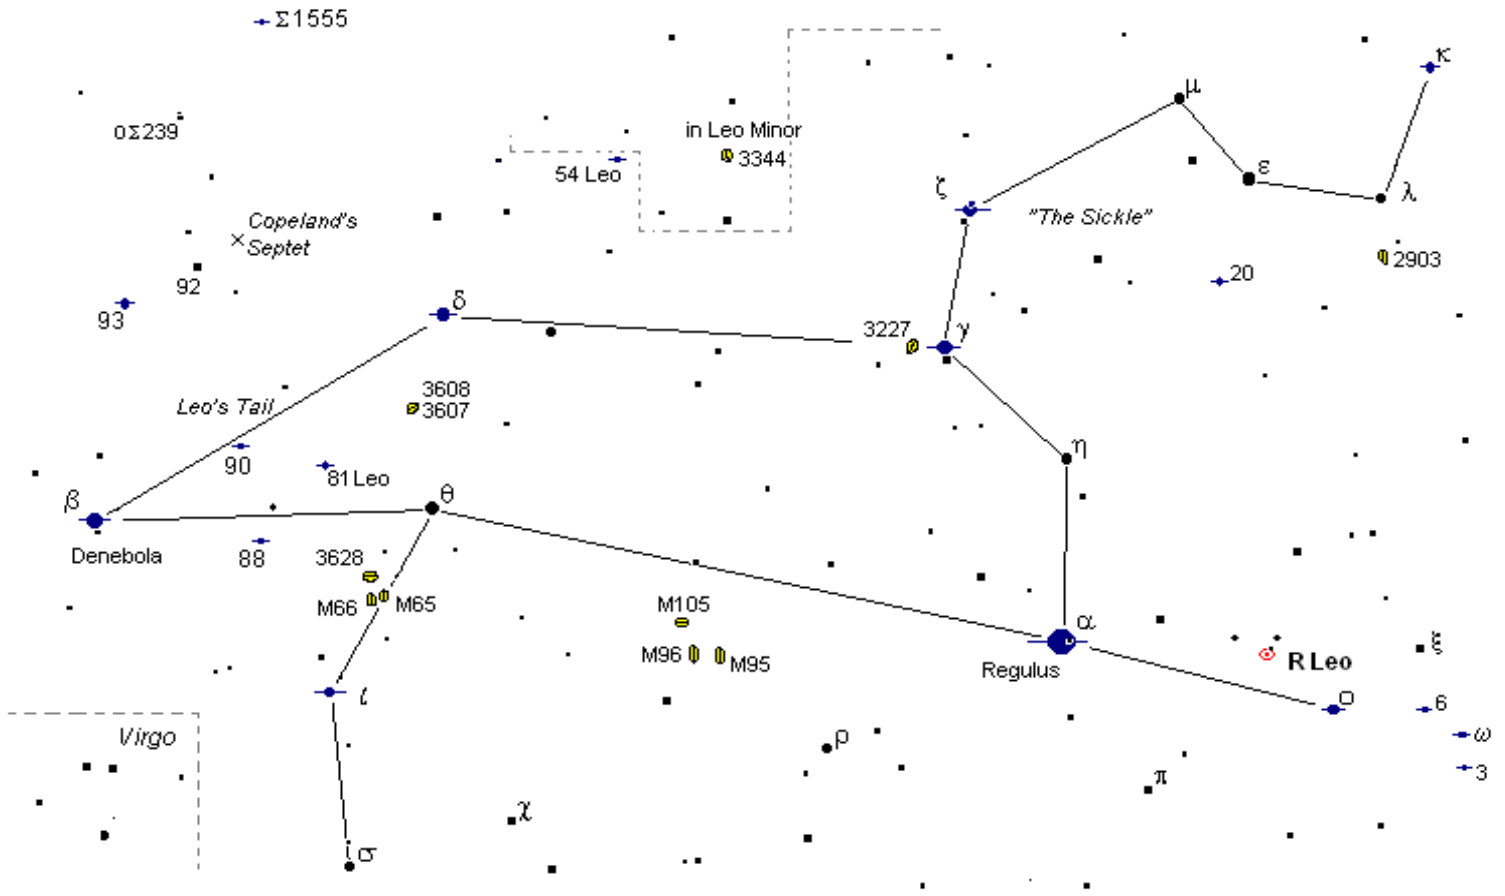 Σ1555
κ
μ
οΣ239
in Leo Minor
3344
54 Leo
ε
ζ
λ
"The Sickle"
Copeland's
Septet
2903
20
92
93
δ
3227
γ
3608
3607
Leo's Tail
η
90
81 Leo
θ
β
Denebola
88
3628
M66
M65
M105
M96
M95
α
Regulus
R Leo
ξ
ι
ο
6
ω
3
Virgo
ρ
π
χ
σ